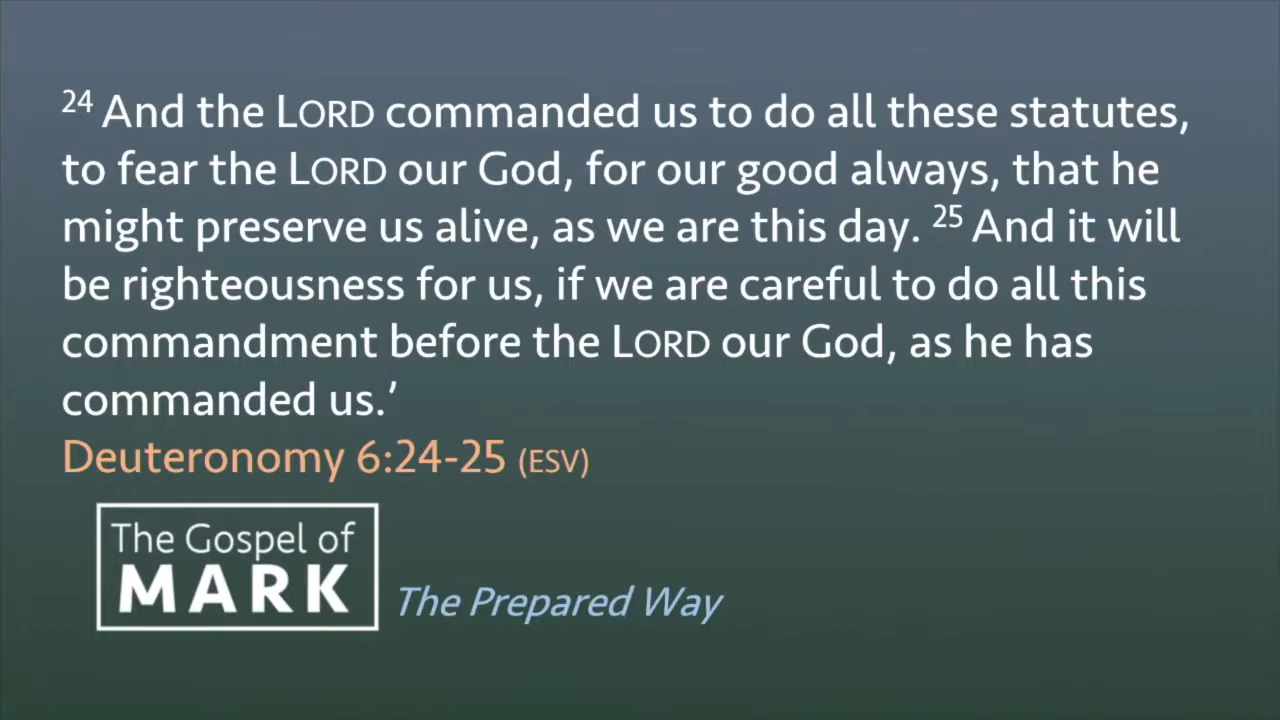 24 And the LORD commanded us to do all these statutes,
to fear the LORD our God, for our good always, that he
might preserve us alive, as we are this day. 25 And it will
be righteousness for us, if we are careful to do all this
commandment before the LORD our God, as he has
commanded us.’
Deuteronomy 6:24-25 (ESV)
The Gospel of
MARK
The Prepared Way